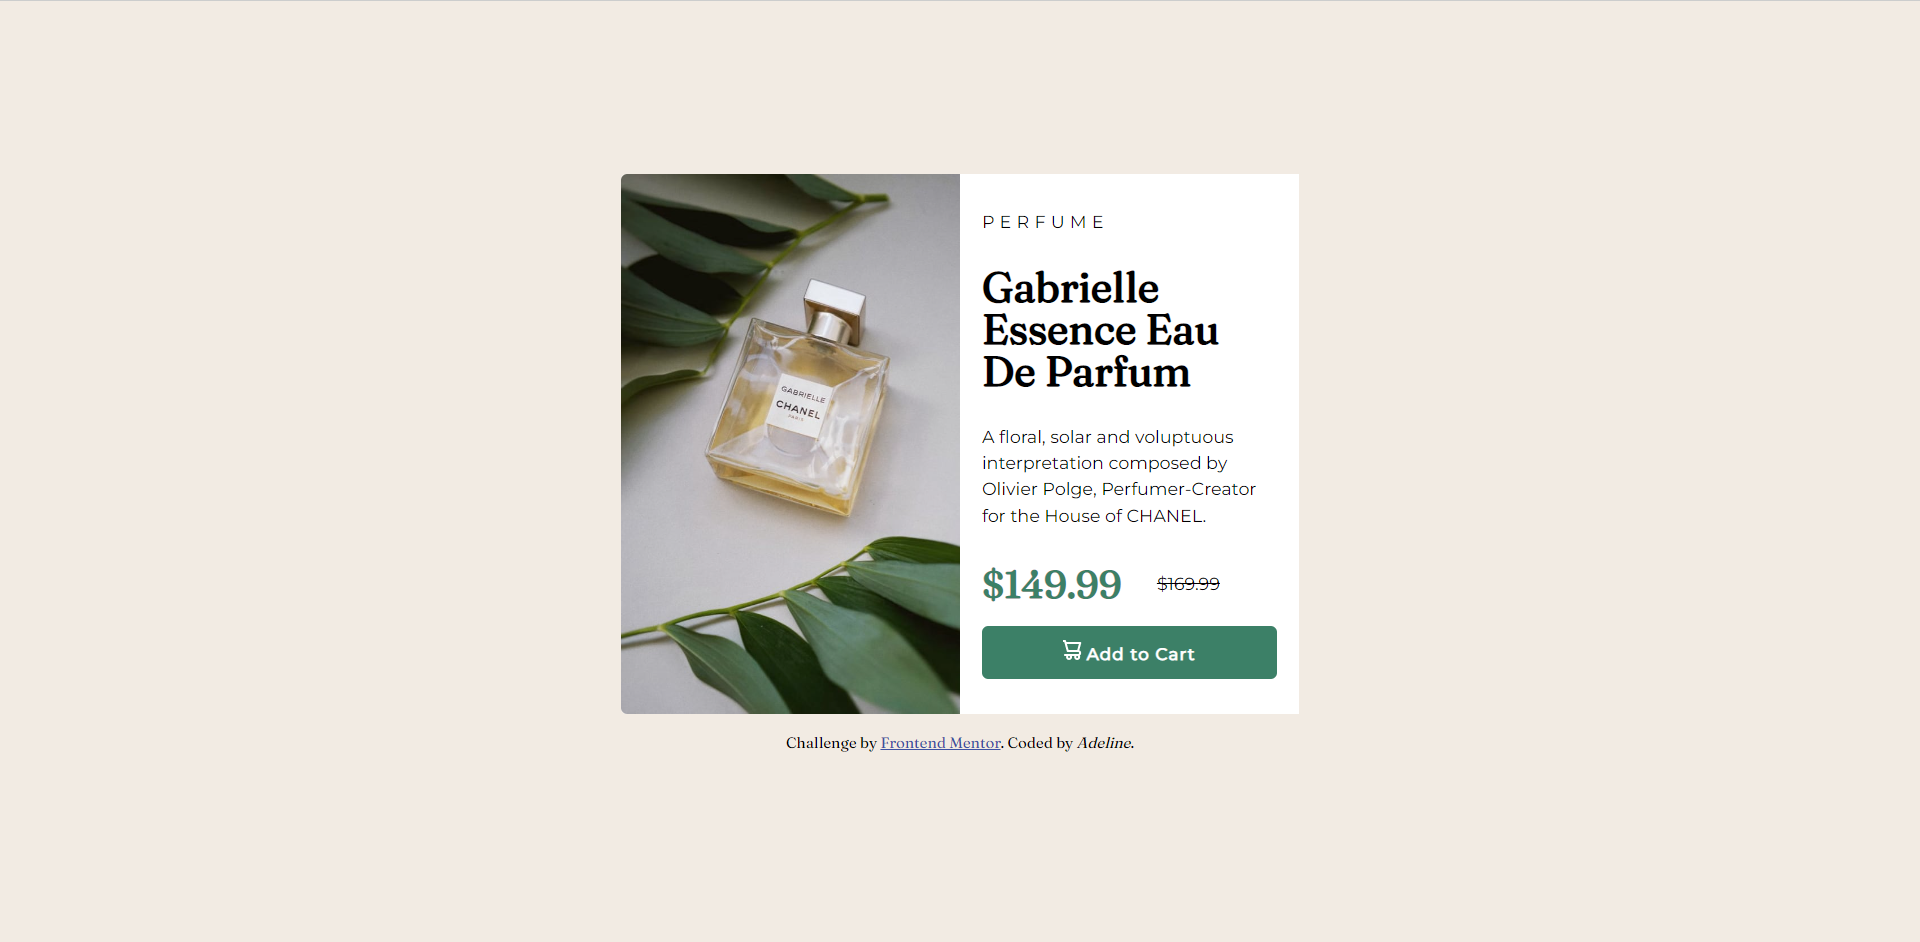 PERFUME
Gabrielle
Essence Eau
De Parfum
GABRIELLE
CHANEL
PARIS
A floral, solar and voluptuous
interpretation composed by
Olivier Polge, Perfumer-Creator
for the House of CHANEL.
$149.99 $169.99
Add to Cart
Challenge by Frontend Mentor. Coded by Adeline.